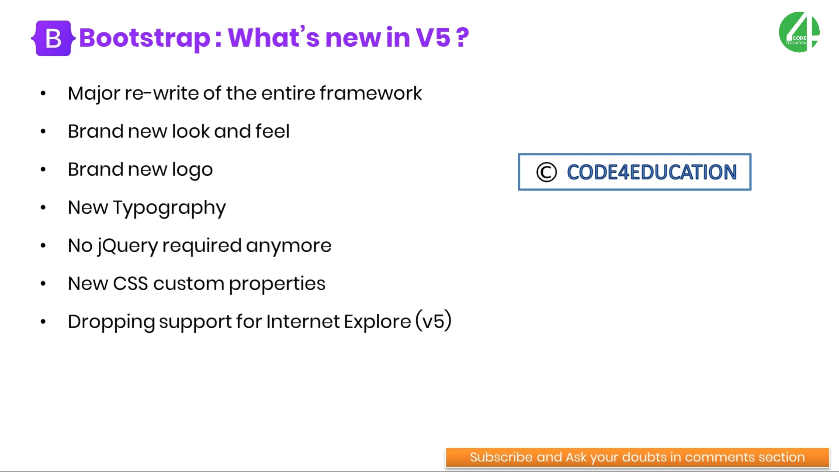 B Bootstrap : What's new in V5 ?
4 CODE EDUCATION
• Major re-write of the entire framework
• Brand new look and feel
• Brand new logo
• New Typography
• No jQuery required anymore
• New CSS custom properties
• Dropping support for Internet Explore (v5)
© CODE4EDUCATION
Subscribe and Ask your doubts in comments section